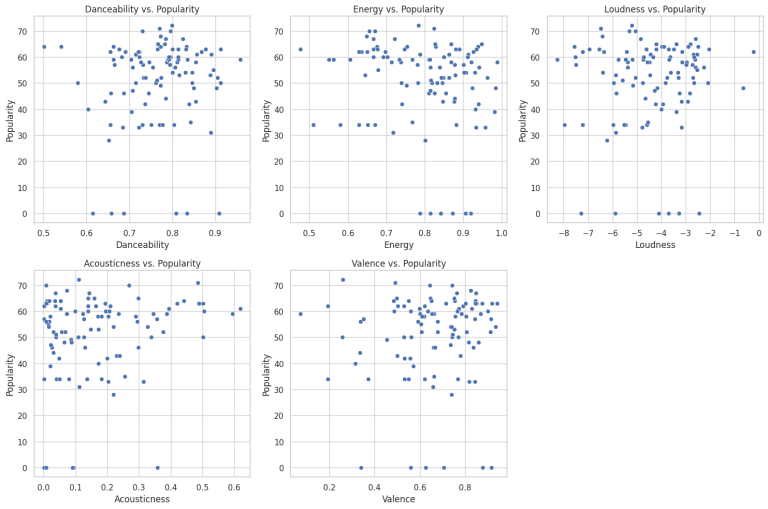 Danceability vs. Popularity
70
60
50
40
30
20
10
0
Popularity
0.5 0.6 0.7 0.8 0.9
Danceability
Energy vs. Popularity
70
60
50
40
30
20
10
0
Popularity
0.5 0.6 0.7 0.8 0.9 1.0
Energy
Loudness vs. Popularity
70
60
50
40
30
20
10
0
Popularity
−8 −7 −6 −5 −4 −3 −2 −1 0
Loudness
Acousticness vs. Popularity
70
60
50
40
30
20
10
0
Popularity
0.0 0.1 0.2 0.3 0.4 0.5 0.6
Acousticness
Valence vs. Popularity
70
60
50
40
30
20
10
0
Popularity
0.2 0.4 0.6 0.8
Valence